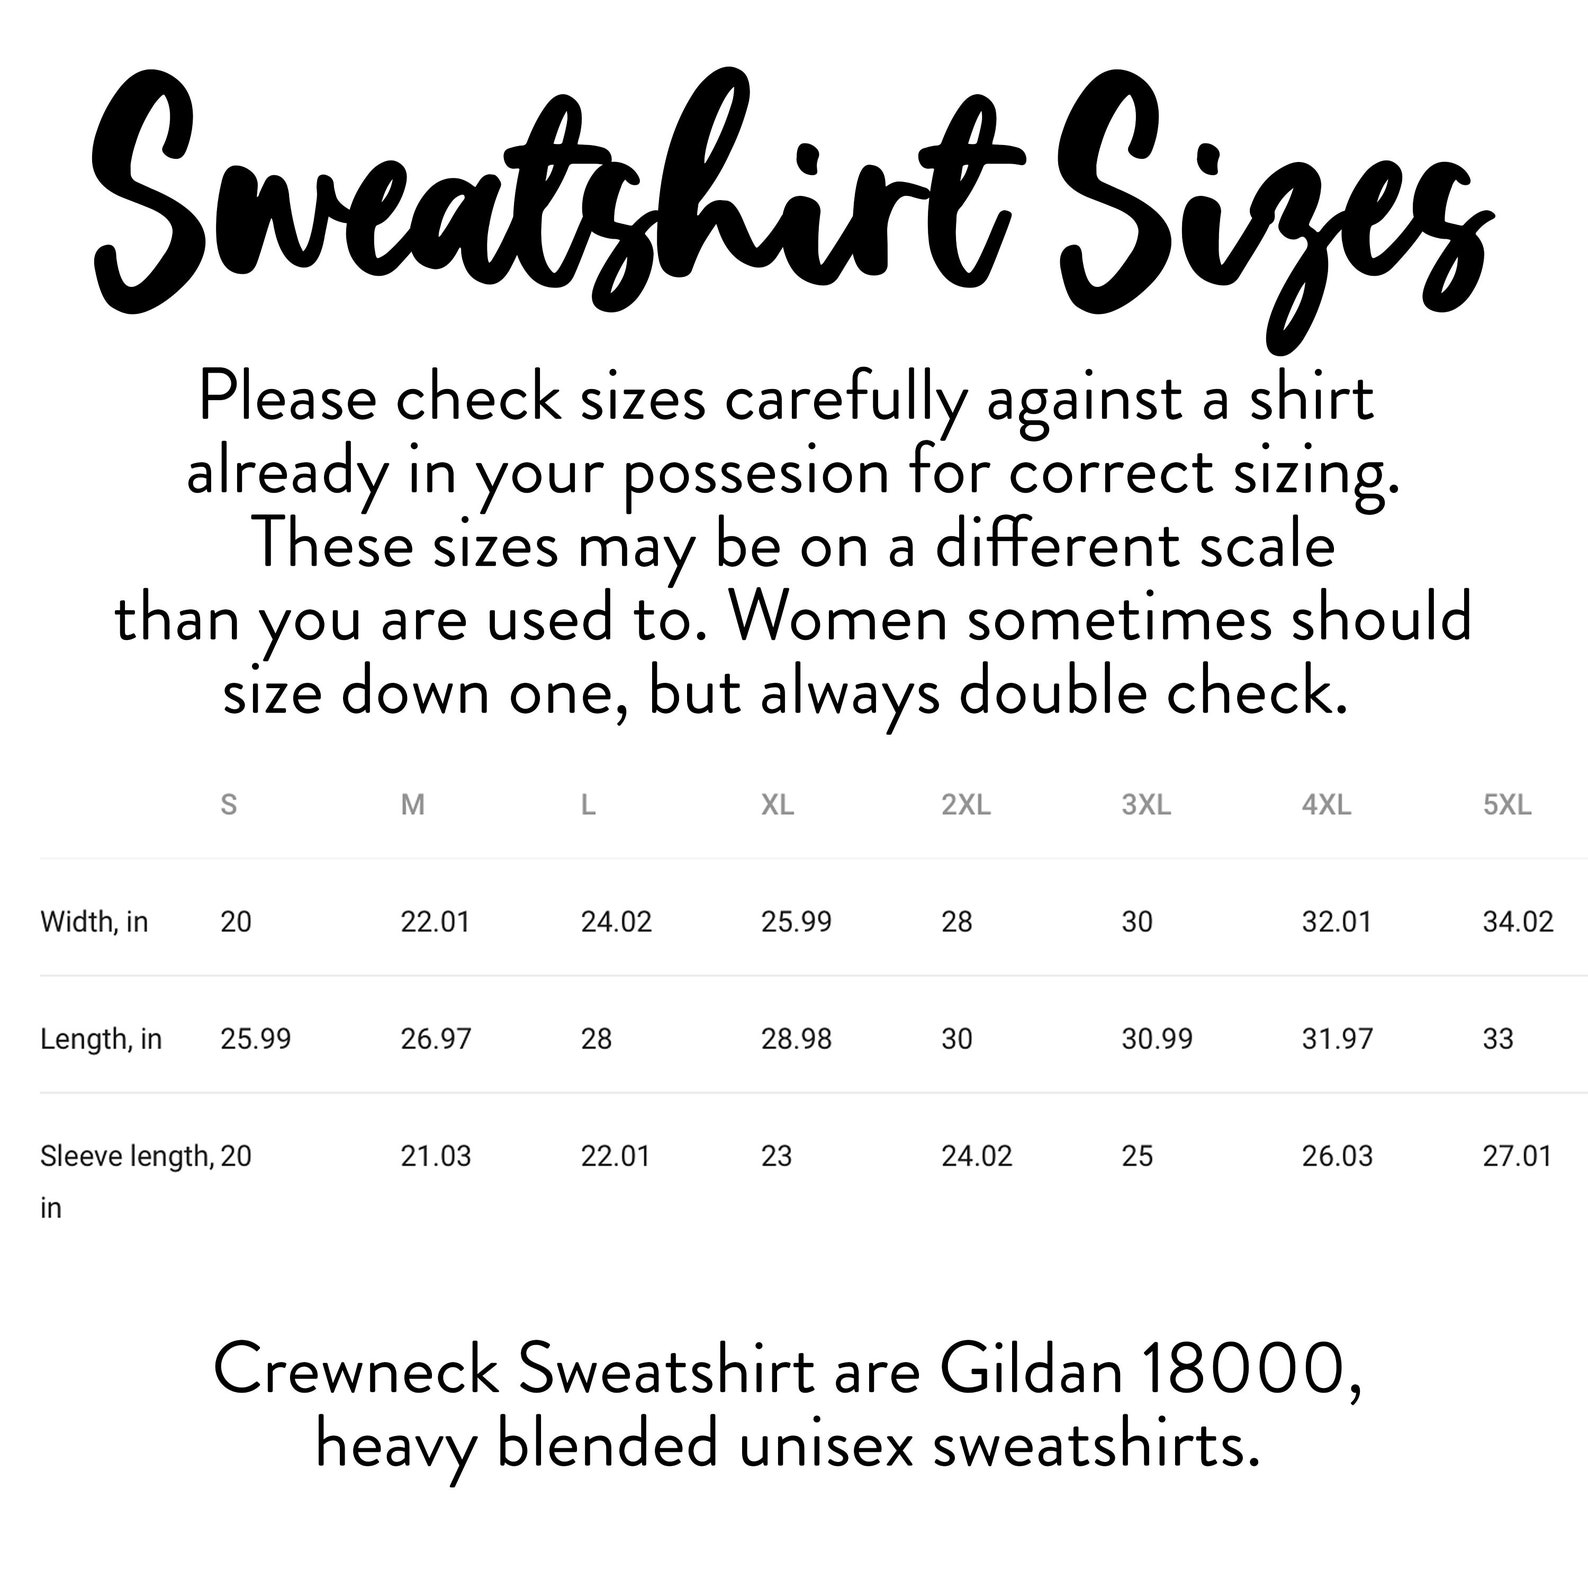 Sweatshirt Sizes
Please check sizes carefully against a shirt
already in your possesion for correct sizing.
These sizes may be on a different scale
than you are used to. Women sometimes should
size down one, but always double check.
S M L XL 2XL 3XL 4XL 5XL
Width, in 20 22.01 24.02 25.99 28 30 32.01 34.02
Length, in 25.99 26.97 28 28.98 30 30.99 31.97 33
Sleeve length, 20 21.03 22.01 23 24.02 25 26.03 27.01
in
Crewneck Sweatshirt are Gildan 18000,
heavy blended unisex sweatshirts.